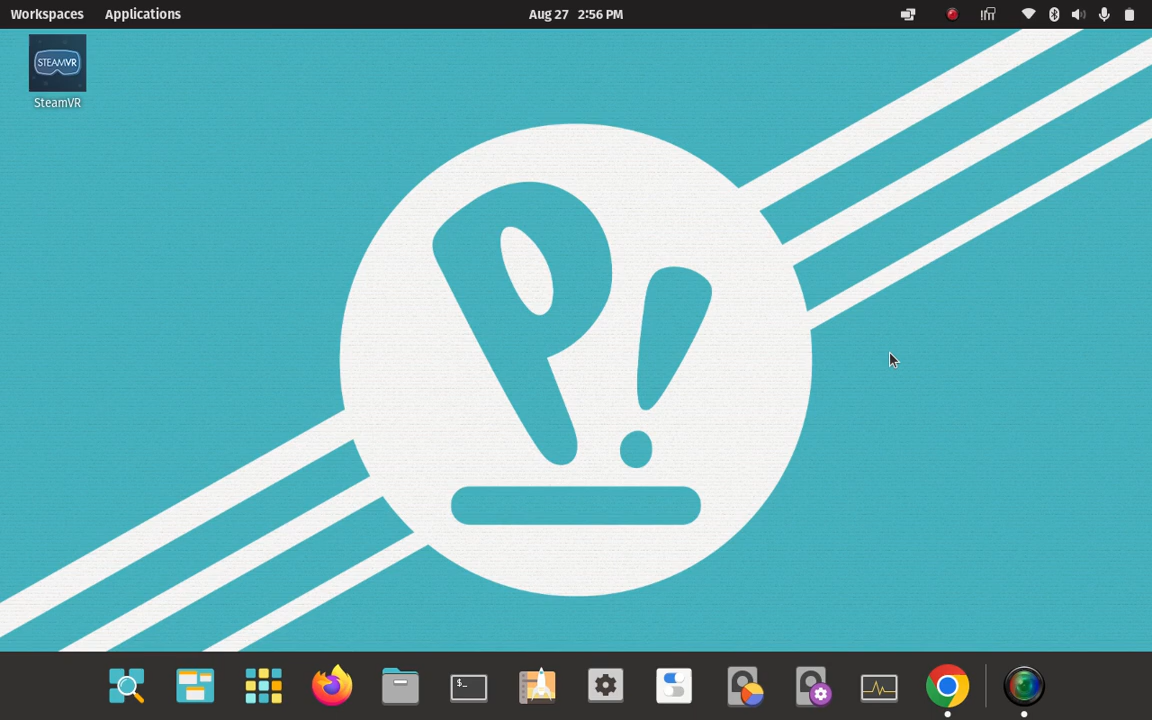 Workspaces Applications Aug 27 2:56 PM
STEAMVR
SteamVR
P!
$_